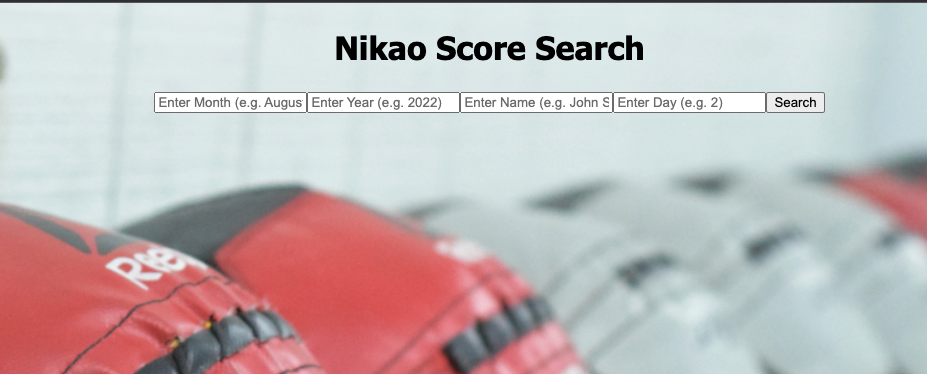 Nikao Score Search
Enter Month (e.g. Augus Enter Year (e.g. 2022) Enter Name (e.g. John S Enter Day (e.g. 2) Search